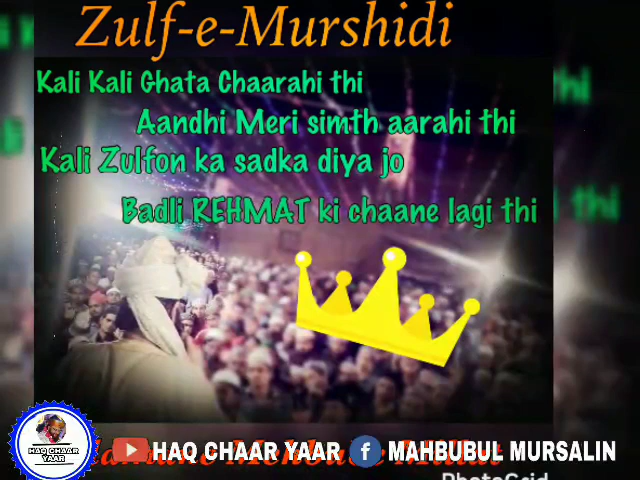 Zulf-e-Murshidi
Kali Kali Ghata Chaarahi thi
Aandhi Meri simth aarahi thi
Kali Zulfon ka sadka diya jo
Badli REHMAT ki chaane lagi thi
HAQ CHAAR
YAAR
HAQ CHAAR YAAR MAHBUBUL MURSALIN
PhotoGrid